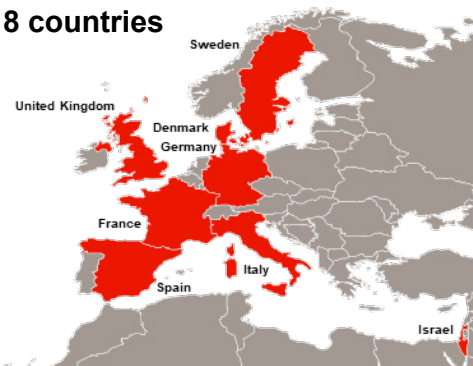 8 countries
Sweden
United Kingdom
Denmark
Germany
France
Italy
Spain
Israel